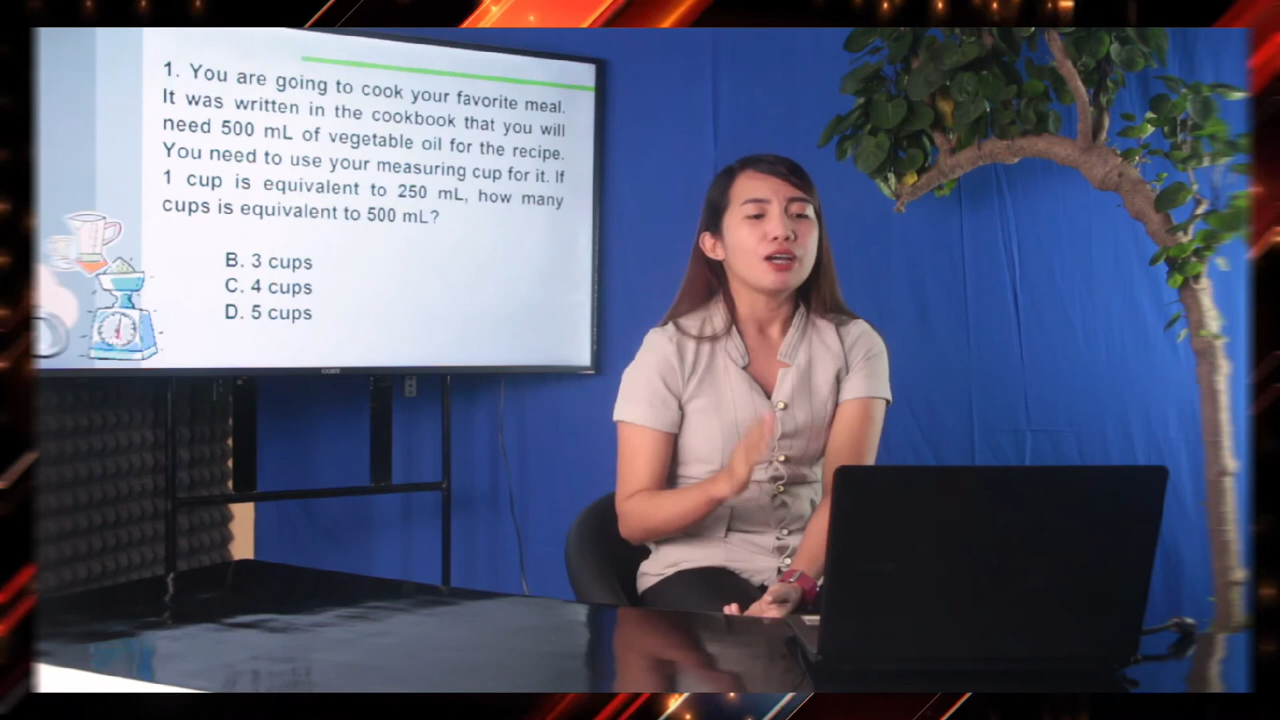 1. You are going to cook your favorite meal.
It was written in the cookbook that you will
need 500 mL of vegetable oil for the recipe.
You need to use your measuring cup for it. If
1 cup is equivalent to 250 mL, how many
cups is equivalent to 500 mL?
B. 3 cups
C. 4 cups
D. 5 cups